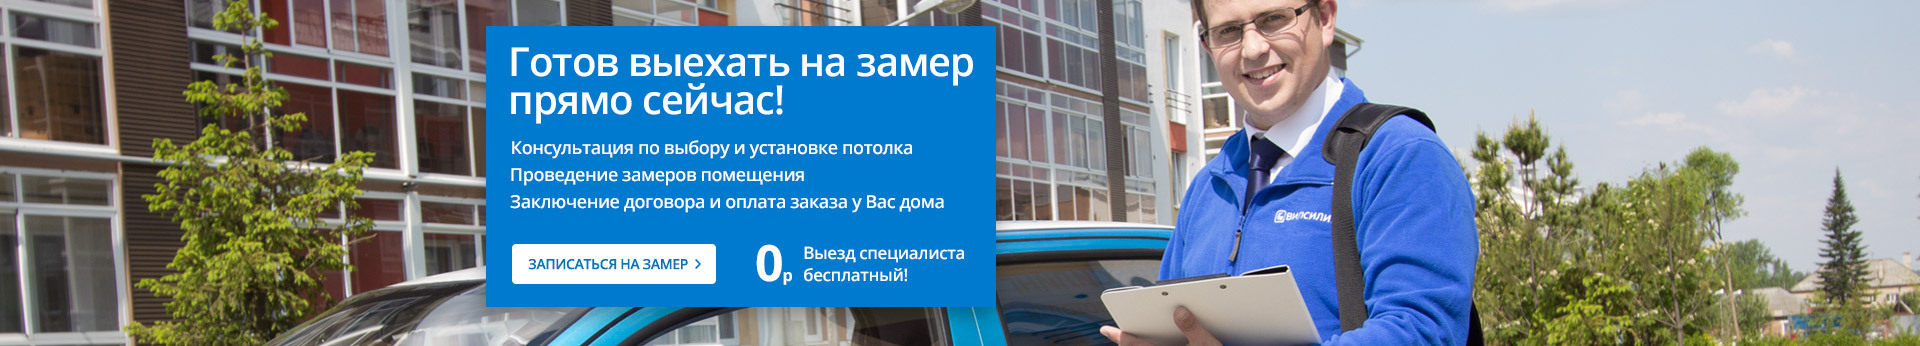 Готов выехать на замер
прямо сейчас!
Консультация по выбору и установке потолка
Проведение замеров помещения
Заключение договора и оплата заказа у Вас дома
ЗАПИСАТЬСЯ НА ЗАМЕР >
0р
Выезд специалиста
бесплатный!